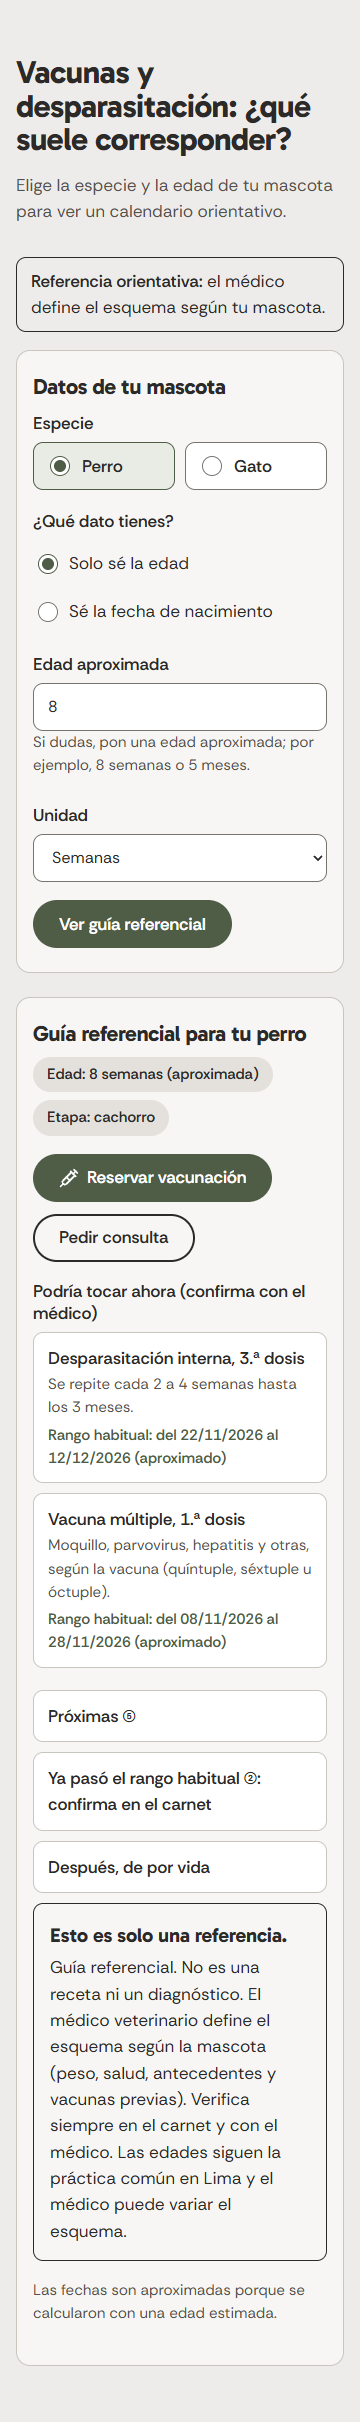 Vacunas y
desparasitación: ¿qué
suele corresponder?
Elige la especie y la edad de tu mascota
para ver un calendario orientativo.
Referencia orientativa: el médico
define el esquema según tu mascota.
Datos de tu mascota
Especie
Perro
Gato
¿Qué dato tienes?
Solo sé la edad
Sé la fecha de nacimiento
Edad aproximada
8
Si dudas, pon una edad aproximada; por
ejemplo, 8 semanas o 5 meses.
Unidad
Semanas
Ver guía referencial
Guía referencial para tu perro
Edad: 8 semanas (aproximada)
Etapa: cachorro
Reservar vacunación
Pedir consulta
Podría tocar ahora (confirma con el
médico)
Desparasitación interna, 3.ª dosis
Se repite cada 2 a 4 semanas hasta
los 3 meses.
Rango habitual: del 22/11/2026 al
12/12/2026 (aproximado)
Vacuna múltiple, 1.ª dosis
Moquillo, parvovirus, hepatitis y otras,
según la vacuna (quíntuple, séxtuple u
óctuple).
Rango habitual: del 08/11/2026 al
28/11/2026 (aproximado)
Próximas ⑤
Ya pasó el rango habitual ②:
confirma en el carnet
Después, de por vida
Esto es solo una referencia.
Guía referencial. No es una
receta ni un diagnóstico. El
médico veterinario define el
esquema según la mascota
(peso, salud, antecedentes y
vacunas previas). Verifica
siempre en el carnet y con el
médico. Las edades siguen la
práctica común en Lima y el
médico puede variar el
esquema.
Las fechas son aproximadas porque se
calcularon con una edad estimada.